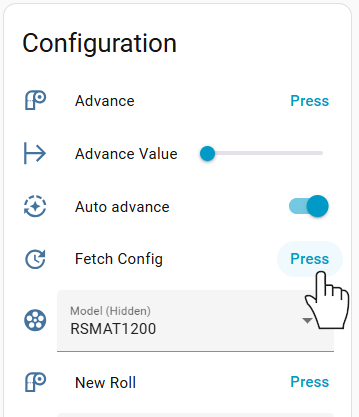 Configuration
Advance Press
Advance Value
Auto advance
Fetch Config Press
Model (Hidden)
RSMAT1200
New Roll Press